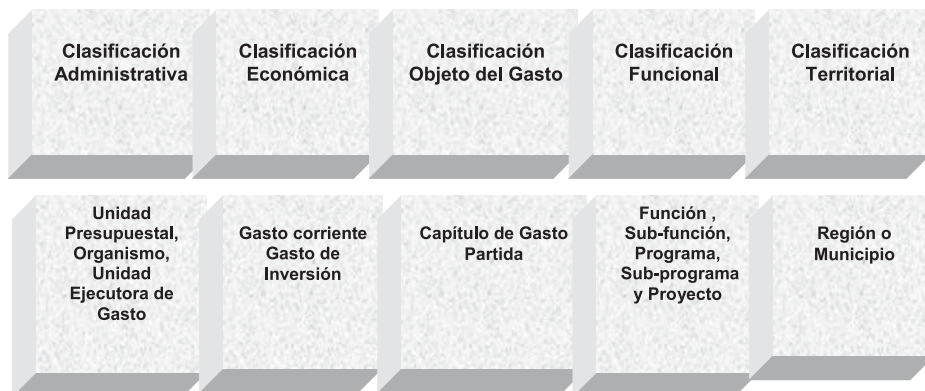 Clasificación
Administrativa
Clasificación
Económica
Clasificación
Objeto del Gasto
Clasificación
Funcional
Clasificación
Territorial
Unidad
Presupuestal,
Organismo,
Unidad
Ejecutora de
Gasto
Gasto corriente
Gasto de
Inversión
Capítulo de Gasto
Partida
Función ,
Sub-función,
Programa,
Sub-programa
y Proyecto
Región o
Municipio